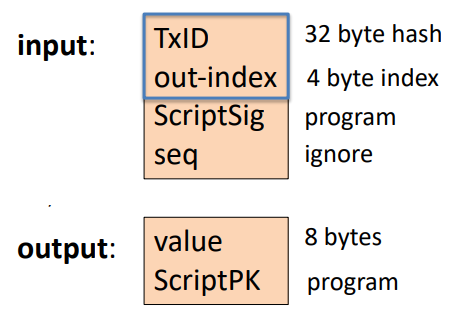 input: TxID 32 byte hash
out-index 4 byte index
ScriptSig program
seq ignore
output: value 8 bytes
ScriptPK program